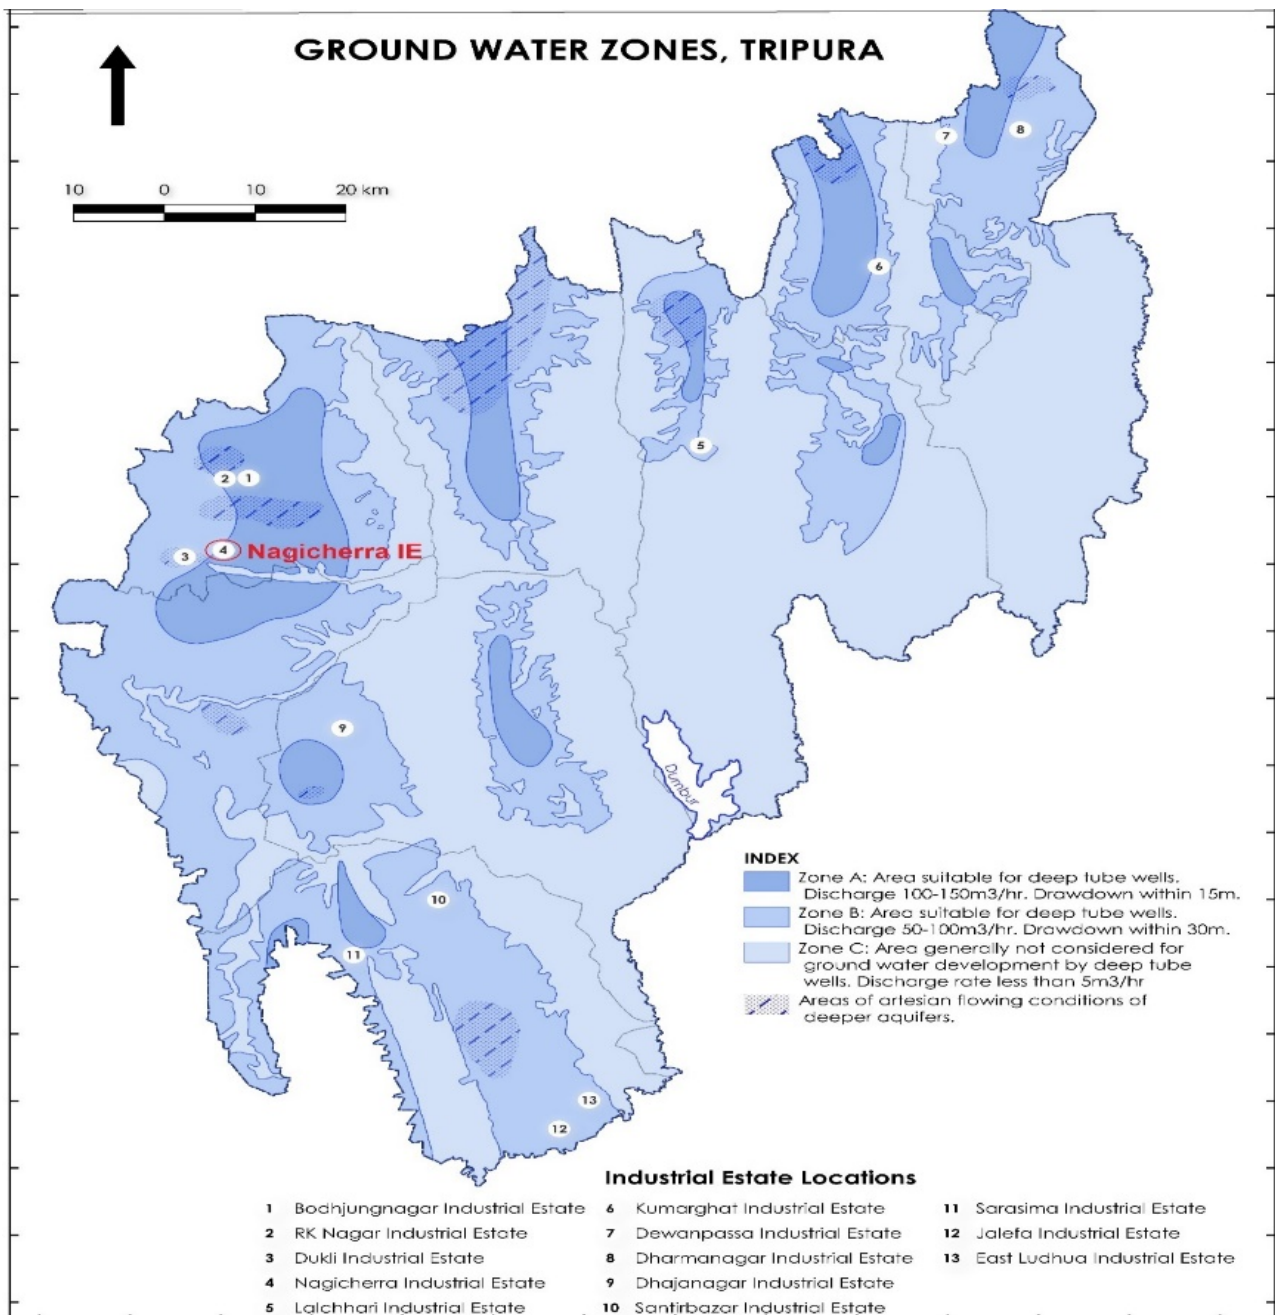 GROUND WATER ZONES, TRIPURA
10 0 10 20 km
7
8
6
5
2 1
3 4 Nagicherra IE
9
Dumbur
10
11
13
12
INDEX
Zone A: Area suitable for deep tube wells.
Discharge 100-150m3/hr. Drawdown within 15m.
Zone B: Area suitable for deep tube wells.
Discharge 50-100m3/hr. Drawdown within 30m.
Zone C: Area generally not considered for
ground water development by deep tube
wells. Discharge rate less than 5m3/hr
Areas of artesian flowing conditions of
deeper aquifers.
Industrial Estate Locations
1 Bodhjungnagar Industrial Estate
2 RK Nagar Industrial Estate
3 Dukli Industrial Estate
4 Nagicherra Industrial Estate
5 Lalchhari Industrial Estate
6 Kumarghat Industrial Estate
7 Dewanpassa Industrial Estate
8 Dharmanagar Industrial Estate
9 Dhajanagar Industrial Estate
10 Santirbazar Industrial Estate
11 Sarasima Industrial Estate
12 Jalefa Industrial Estate
13 East Ludhua Industrial Estate